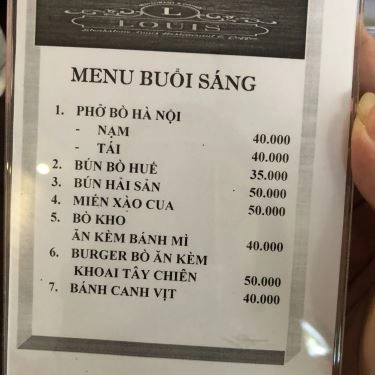 L
LOUIS
MENU BUỔI SÁNG
1. PHỞ BÒ HÀ NỘI
- NẠM 40.000
- TÁI 40.000
2. BÚN BÒ HUẾ 35.000
3. BÚN HẢI SẢN 50.000
4. MIẾN XÀO CUA 50.000
5. BÒ KHO
ĂN KÈM BÁNH MÌ 40.000
6. BURGER BÒ ĂN KÈM
KHOAI TÂY CHIÊN 50.000
7. BÁNH CANH VỊT 40.000